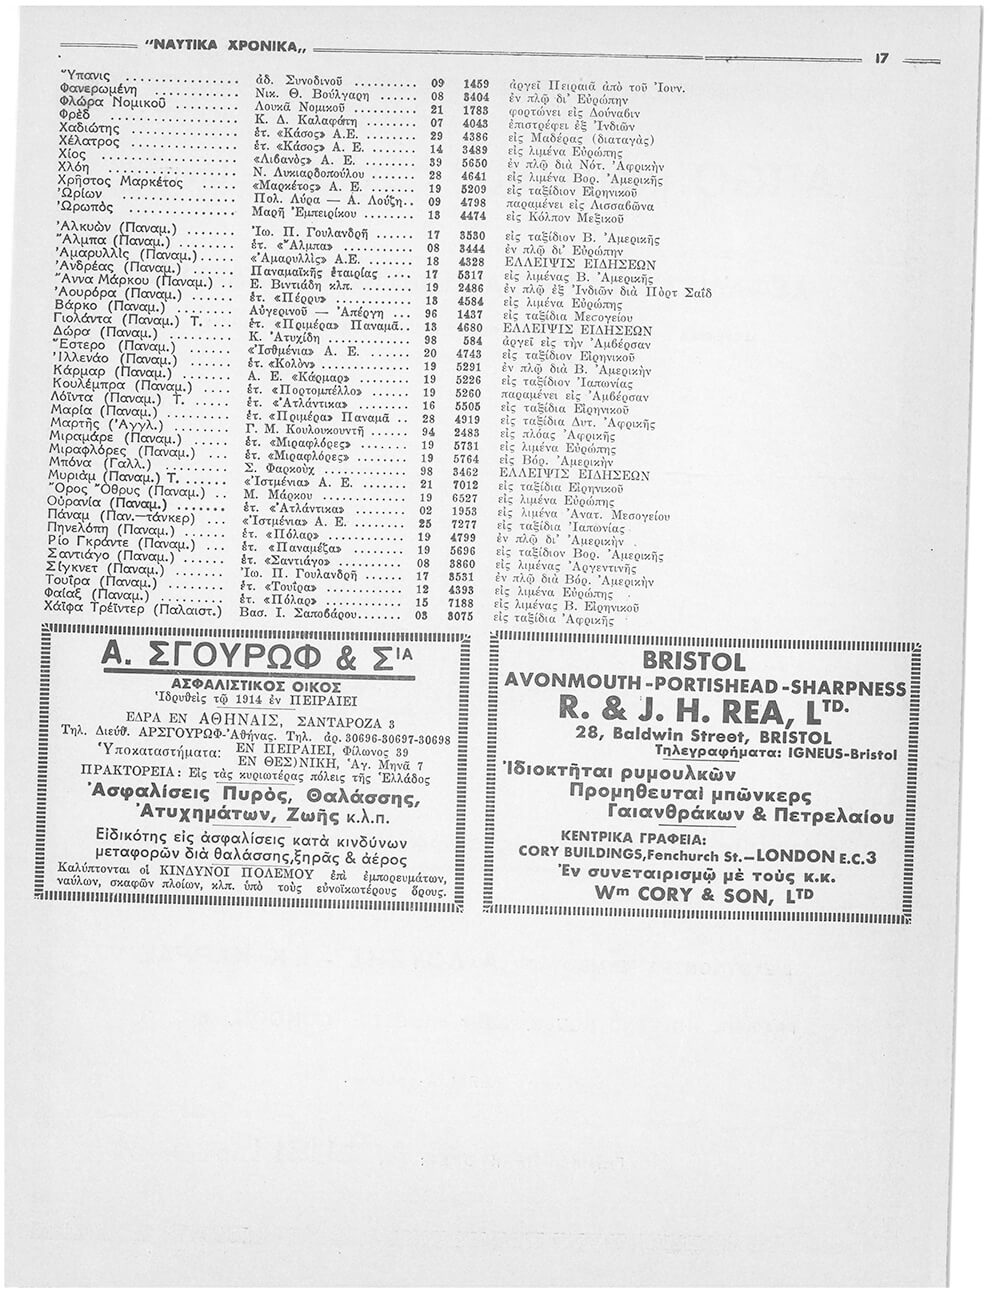 "ΝΑΥΤΙΚΑ ΧΡΟΝΙΚΑ,, 17
Ὕπανις ............... ἀδ. Συνοδινοῦ ............ 09 1459 ἀργεῖ Πειραιᾶ ἀπὸ τοῦ Ἰουν.
Φανερωμένη ............ Νικ. Θ. Βούλγαρη ...... 08 3404 ἐν πλῷ δι' Εὐρώπην
Φλώρα Νομικοῦ ......... Λουκᾶ Νομικοῦ ......... 21 1783 φορτώνει εἰς Δούναβιν
Φρὲδ ................. Κ. Δ. Καλαφάτη ........ 07 4043 ἐπιστρέφει ἐξ Ἰνδιῶν
Χαδιώτης ............. ἑτ. «Κάσος» Α.Ε. ....... 29 4386 εἰς Μαδέρας (διαταγὰς)
Χέλατρος ............. ἑτ. «Κάσος» Α. Ε. ...... 14 3489 εἰς λιμένα Εὐρώπης
Χίος ................. «Λιβανὸς» Α. Ε. ........ 39 5650 ἐν πλῷ διὰ Νότ. Ἀφρικὴν
Χλόη ................. Ν. Λυκιαρδοπούλου ...... 28 4641 εἰς λιμένα Βορ. Ἀμερικῆς
Χρῆστος Μαρκέτος ..... «Μαρκέτος» Α. Ε. ....... 19 5209 εἰς ταξίδιον Εἰρηνικοῦ
Ὠρίων ................ Πολ. Λύρα — Α. Λούζη.. 09 4798 παραμένει εἰς Λισσαβῶνα
Ὠρωπὸς ............... Μαρῆ Ἐμπειρίκου ....... 13 4474 εἰς Κόλπον Μεξικοῦ
Ἀλκυὼν (Παναμ.) ...... Ἰω. Π. Γουλανδρῆ ...... 17 3530 εἰς ταξίδιον Β. Ἀμερικῆς
Ἄλμπα (Παναμ.) ....... ἑτ. «Ἄλμπα» .......... 08 3444 ἐν πλῷ δι' Εὐρώπην
Ἀμαρυλλὶς (Παναμ.)..... «Ἀμαρυλλὶς» Α.Ε. ..... 18 4328 ΕΛΛΕΙΨΙΣ ΕΙΔΗΣΕΩΝ
Ἀνδρέας (Παναμ.) ..... Παναμαϊκῆς ἑταιρίας .... 17 5317 εἰς λιμένας Β. Ἀμερικῆς
Ἄννα Μάρκου (Παναμ.) .. Ε. Βιντιάδη κλπ. ....... 19 2486 ἐν πλῷ ἐξ Ἰνδιῶν διὰ Πὸρτ Σαῒδ
Ἀουρόρα (Παναμ.) ..... ἑτ. «Πέρρυ» .......... 13 4584 εἰς λιμένα Εὐρώπης
Βάρκο (Παναμ.) ....... Αὐγερινοῦ — Ἀπέργη ... 96 1437 εἰς ταξίδια Μεσογείου
Γιολάντα (Παναμ.) Τ. ... ἑτ. «Πριμέρα» Παναμᾶ.. 13 4680 ΕΛΛΕΙΨΙΣ ΕΙΔΗΣΕΩΝ
Δώρα (Παναμ.) ........ Κ. Ἀτυχίδη ........... 98 584 ἀργεῖ εἰς τὴν Ἀμβέρσαν
Ἔστερο (Παναμ.) ...... «Ἰσθμένια» Α. Ε. ...... 20 4743 εἰς ταξίδιον Εἰρηνικοῦ
Ἰλλενάο (Παναμ.) ..... ἑτ. «Κολὸν» .......... 19 5291 ἐν πλῷ διὰ Β. Ἀμερικὴν
Κάρμαρ (Παναμ.) ...... Α. Ε. «Κάρμαρ» ....... 19 5226 εἰς ταξίδιον Ἰαπωνίας
Κουλέμπρα (Παναμ.) ... ἑτ. «Πορτομπέλλο» ..... 19 5260 παραμένει εἰς Ἀμβέρσαν
Λόϊντα (Παναμ.) Τ. .... ἑτ. «Ἀτλάντικα» ....... 16 5505 εἰς ταξίδια Εἰρηνικοῦ
Μαρία (Παναμ.) ....... ἑτ. «Πριμέρα» Παναμᾶ .. 28 4919 εἰς ταξίδια Δυτ. Ἀφρικῆς
Μαρτῆς (Ἀγγλ.) ....... Γ. Μ. Κουλουκουντῆ .... 94 2483 εἰς πλόας Ἀφρικῆς
Μιραμάρε (Παναμ.) .... ἑτ. «Μιραφλόρες» ...... 19 5731 εἰς λιμένα Εὐρώπης
Μιραφλόρες (Παναμ.) .. ἑτ. «Μιραφλόρες» ...... 19 5764 εἰς Βόρ. Ἀμερικὴν
Μπόνα (Γαλλ.) ........ Σ. Φαρκοὺχ ........... 98 3462 ΕΛΛΕΙΨΙΣ ΕΙΔΗΣΕΩΝ
Μυριὰμ (Παναμ.) Τ. ... «Ἰστμένια» Α. Ε. ...... 21 7012 εἰς ταξίδια Εἰρηνικοῦ
Ὄρος Ὄθρυς (Παναμ.) .. Μ. Μάρκου ............ 19 6527 εἰς λιμένα Εὐρώπης
Οὐρανία (Παναμ.) ..... ἑτ. «Ἀτλάντικα» ....... 02 1953 εἰς λιμένα Ἀνατ. Μεσογείου
Πάναμ (Παν.—τάνκερ) ... «Ἰστμένια» Α. Ε. ...... 25 7277 εἰς ταξίδια Ἰαπωνίας
Πηνελόπη (Παναμ.) .... ἑτ. «Πόλαρ» .......... 19 4799 ἐν πλῷ δι' Ἀμερικὴν
Ρίο Γκράντε (Παναμ.) .. ἑτ. «Παναμέζα» ....... 19 5696 εἰς ταξίδιον Βορ. Ἀμερικῆς
Σαντιάγο (Παναμ.) .... ἑτ. «Σαντιάγο» ........ 08 3860 εἰς λιμένας Ἀργεντινῆς
Σίγκνετ (Παναμ.) ..... Ἰω. Π. Γουλανδρῆ ...... 17 3531 ἐν πλῷ διὰ Βόρ. Ἀμερικὴν
Τουΐρα (Παναμ.) ...... ἑτ. «Τουΐρα» ......... 12 4393 εἰς λιμένα Εὐρώπης
Φαίαξ (Παναμ.) ....... ἑτ. «Πόλαρ» .......... 15 7188 εἰς λιμένας Β. Εἰρηνικοῦ
Χάϊφα Τρέϊντερ (Παλαιστ.) Βασ. Ι. Σαποβάρου....... 03 3075 εἰς ταξίδια Ἀφρικῆς
Α. ΣΓΟΥΡΩΦ & ΣΙΑ
ΑΣΦΑΛΙΣΤΙΚΟΣ ΟΙΚΟΣ
Ἱδρυθεὶς τῷ 1914 ἐν ΠΕΙΡΑΙΕΙ
ΕΔΡΑ ΕΝ ΑΘΗΝΑΙΣ, ΣΑΝΤΑΡΟΖΑ 3
Τηλ. Διεύθ. ΑΡΣΓΟΥΡΩΦ-Ἀθήνας. Τηλ. ἀρ. 30696-30697-30698
Ὑποκαταστήματα: ΕΝ ΠΕΙΡΑΙΕΙ, Φίλωνος 39
ΕΝ ΘΕΣ)ΝΙΚΗ, Ἁγ. Μηνᾶ 7
ΠΡΑΚΤΟΡΕΙΑ: Εἰς τὰς κυριωτέρας πόλεις τῆς Ἑλλάδος
Ἀσφαλίσεις Πυρός, Θαλάσσης,
Ἀτυχημάτων, Ζωῆς κ.λ.π.
Εἰδικότης εἰς ἀσφαλίσεις κατὰ κινδύνων
μεταφορῶν διὰ θαλάσσης, ξηρᾶς & ἀέρος
Καλύπτονται οἱ ΚΙΝΔΥΝΟΙ ΠΟΛΕΜΟΥ ἐπὶ ἐμπορευμάτων,
ναύλων, σκαφῶν πλοίων, κλπ. ὑπὸ τοὺς εὐνοϊκωτέρους ὅρους.
BRISTOL
AVONMOUTH-PORTISHEAD-SHARPNESS
R. & J. H. REA, LTD.
28, Baldwin Street, BRISTOL
Τηλεγραφήματα: IGNEUS-Bristol
Ἰδιοκτῆται ρυμουλκῶν
Προμηθευταὶ μπῶνκερς
Γαιανθράκων & Πετρελαίου
ΚΕΝΤΡΙΚΑ ΓΡΑΦΕΙΑ:
CORY BUILDINGS, Fenchurch St.—LONDON E.C.3
Ἐν συνεταιρισμῷ μὲ τοὺς κ.κ.
Wm CORY & SON, LTD